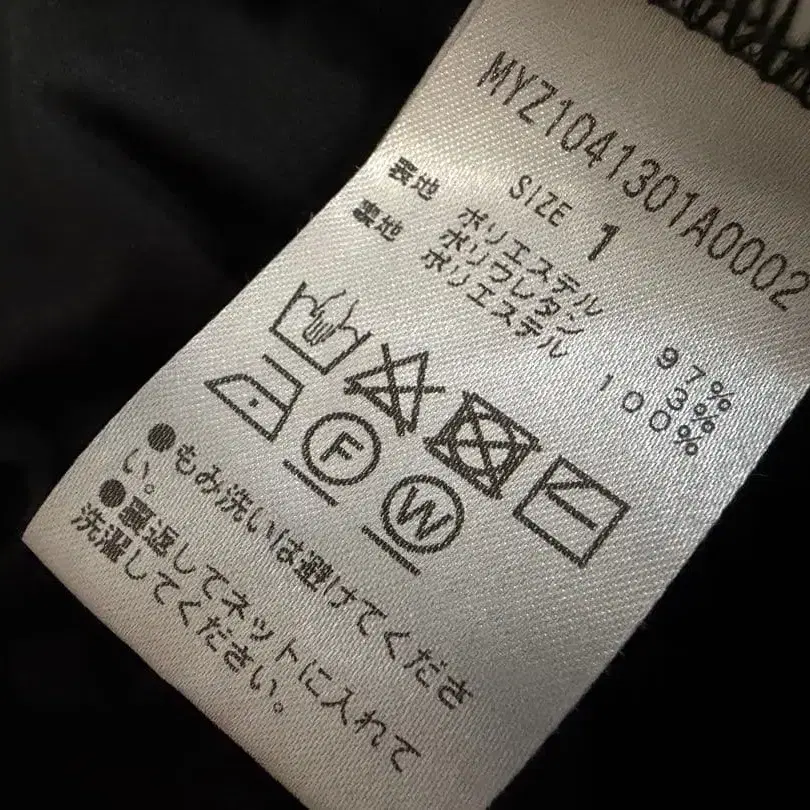 MYZ1041301A0002
SIZE 1
表地 ポリエステル 97%
ポリウレタン 3%
裏地 ポリエステル 100%
F
W
●もみ洗いは避けてくださ
い。
●裏返してネットに入れて
洗濯してください。